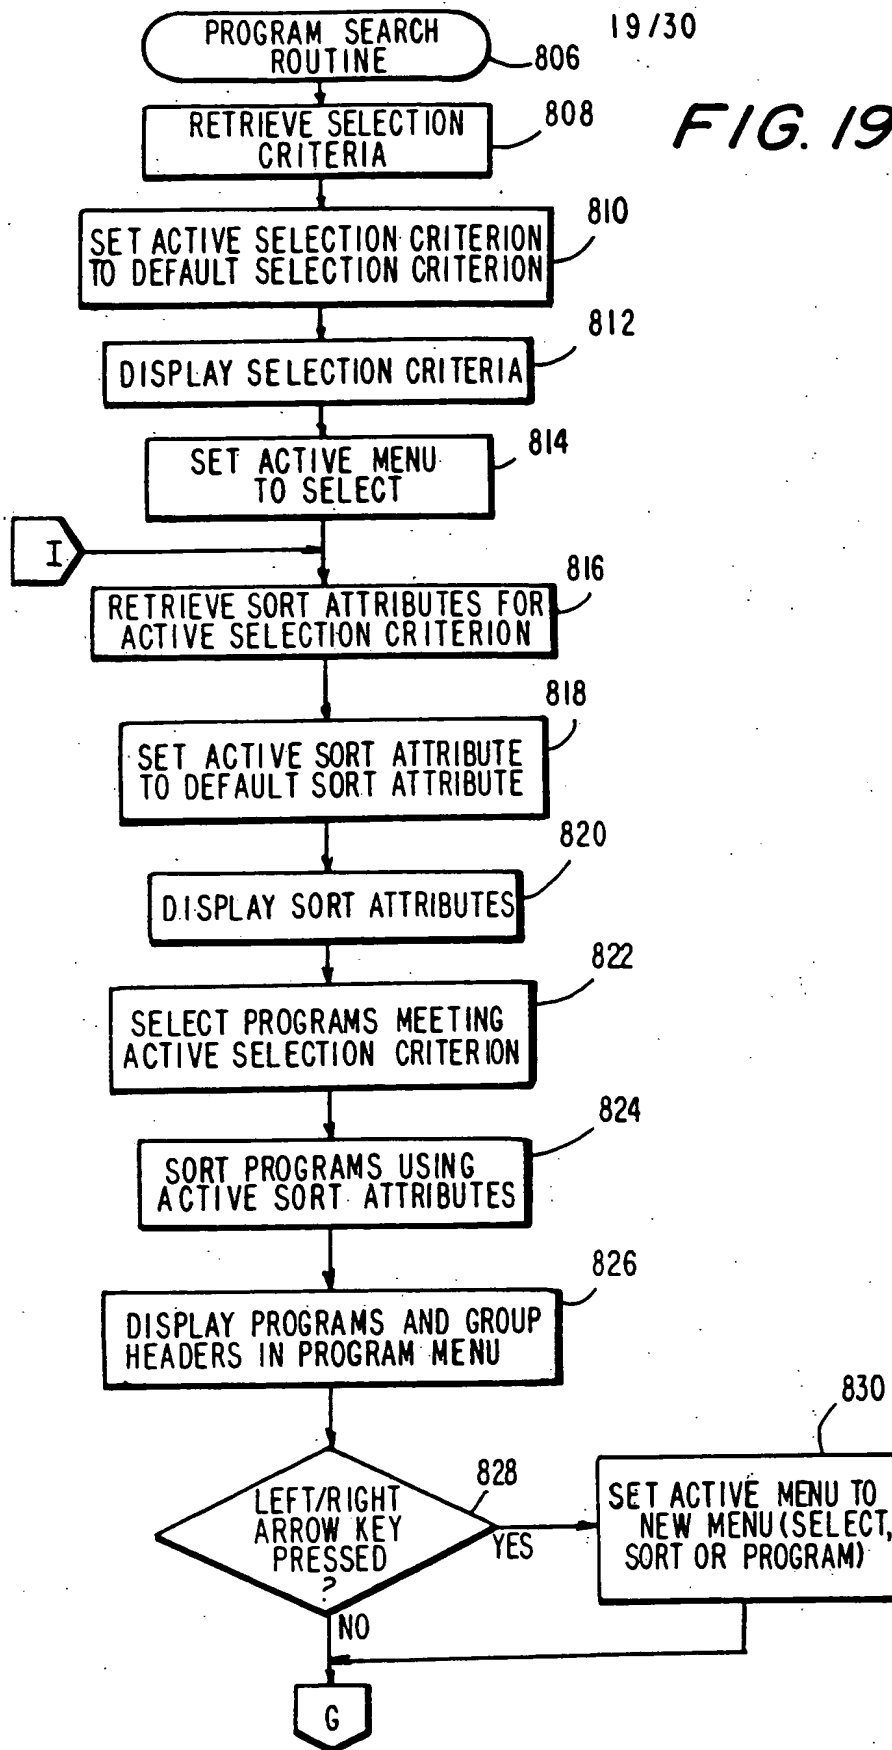 19/30
FIG. 19
PROGRAM SEARCH
ROUTINE
806
RETRIEVE SELECTION
CRITERIA
808
SET ACTIVE SELECTION CRITERION
TO DEFAULT SELECTION CRITERION
810
DISPLAY SELECTION CRITERIA
812
SET ACTIVE MENU
TO SELECT
814
I
RETRIEVE SORT ATTRIBUTES FOR
ACTIVE SELECTION CRITERION
816
SET ACTIVE SORT ATTRIBUTE
TO DEFAULT SORT ATTRIBUTE
818
DISPLAY SORT ATTRIBUTES
820
SELECT PROGRAMS MEETING
ACTIVE SELECTION CRITERION
822
SORT PROGRAMS USING
ACTIVE SORT ATTRIBUTES
824
DISPLAY PROGRAMS AND GROUP
HEADERS IN PROGRAM MENU
826
LEFT/RIGHT
ARROW KEY
PRESSED
?
828
YES
SET ACTIVE MENU TO
NEW MENU (SELECT,
SORT OR PROGRAM)
830
NO
G